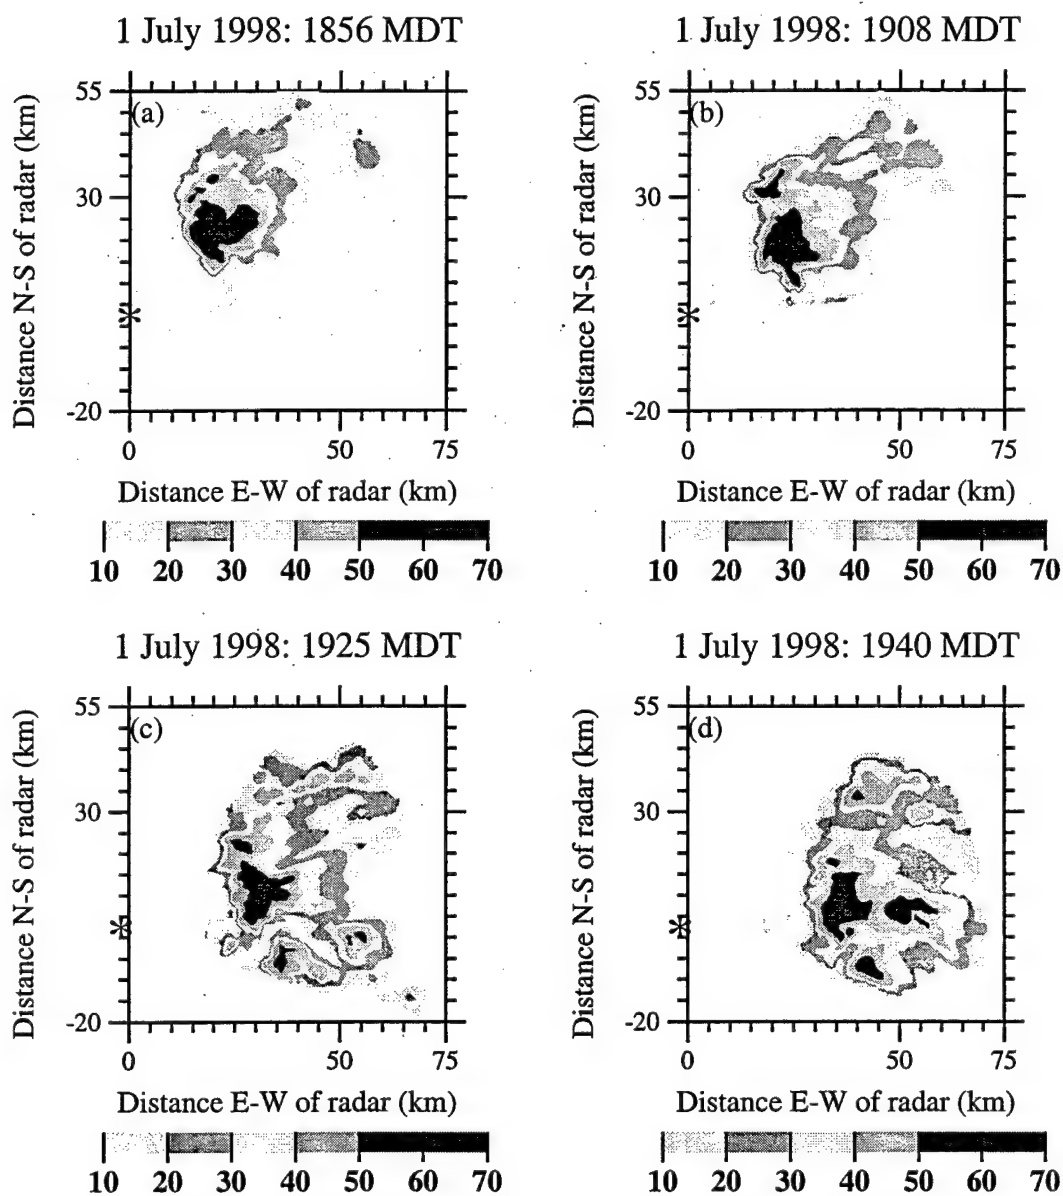 1 July 1998: 1856 MDT
1 July 1998: 1908 MDT
Distance N-S of radar (km)
55
30
-20
(a)
*
0
50
75
Distance E-W of radar (km)
10 20 30 40 50 70
Distance N-S of radar (km)
55
30
-20
(b)
*
0
50
75
Distance E-W of radar (km)
10 20 30 40 50 70
1 July 1998: 1925 MDT
1 July 1998: 1940 MDT
Distance N-S of radar (km)
55
30
-20
(c)
*
0
50
75
Distance E-W of radar (km)
10 20 30 40 50 70
Distance N-S of radar (km)
55
30
-20
(d)
*
0
50
75
Distance E-W of radar (km)
10 20 30 40 50 70